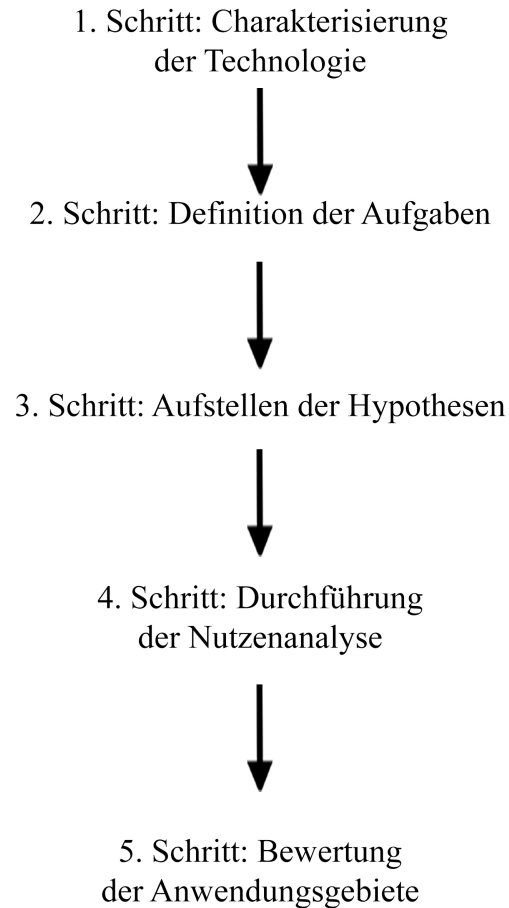 1. Schritt: Charakterisierung
der Technologie
2. Schritt: Definition der Aufgaben
3. Schritt: Aufstellen der Hypothesen
4. Schritt: Durchführung
der Nutzenanalyse
5. Schritt: Bewertung
der Anwendungsgebiete